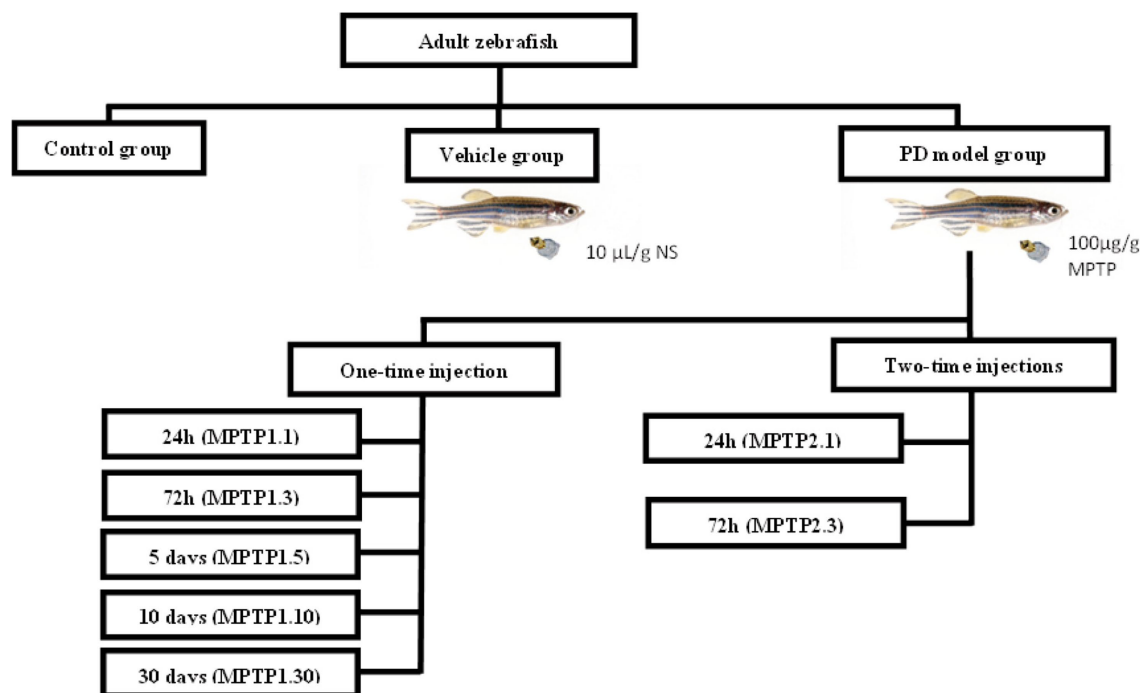 Adult zebrafish
Control group
Vehicle group
PD model group
10 µL/g NS
100µg/g
MPTP
One-time injection
Two-time injections
24h (MPTP1.1)
72h (MPTP1.3)
5 days (MPTP1.5)
10 days (MPTP1.10)
30 days (MPTP1.30)
24h (MPTP2.1)
72h (MPTP2.3)